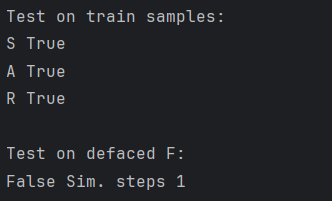 Test on train samples:
S True
A True
R True
Test on defaced F:
False Sim. steps 1